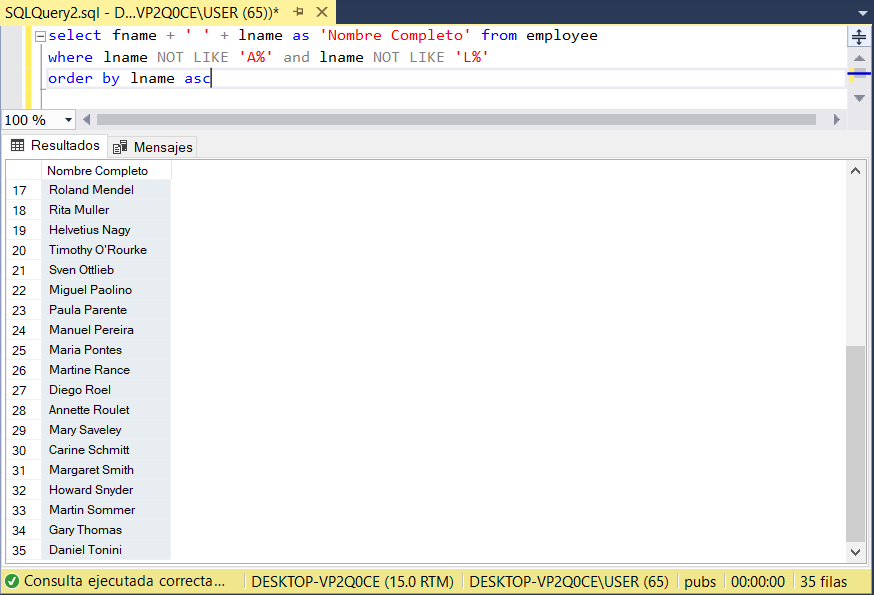 SQLQuery2.sql - D...VP2Q0CE\USER (65))*
select fname + ' ' + lname as 'Nombre Completo' from employee
where lname NOT LIKE 'A%' and lname NOT LIKE 'L%'
order by lname asc
100 %
Resultados Mensajes
Nombre Completo
17 Roland Mendel
18 Rita Muller
19 Helvetius Nagy
20 Timothy O'Rourke
21 Sven Ottlieb
22 Miguel Paolino
23 Paula Parente
24 Manuel Pereira
25 Maria Pontes
26 Martine Rance
27 Diego Roel
28 Annette Roulet
29 Mary Saveley
30 Carine Schmitt
31 Margaret Smith
32 Howard Snyder
33 Martin Sommer
34 Gary Thomas
35 Daniel Tonini
Consulta ejecutada correcta... DESKTOP-VP2Q0CE (15.0 RTM) DESKTOP-VP2Q0CE\USER (65) pubs 00:00:00 35 filas